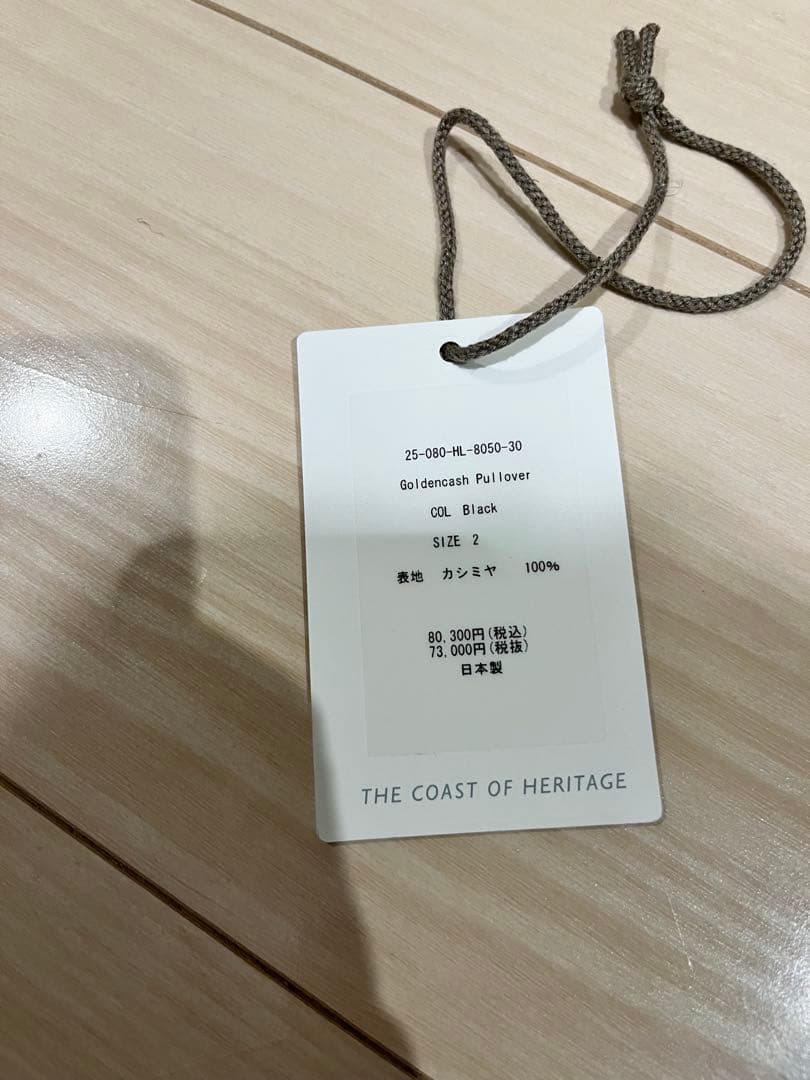 25-080-HL-8050-30
Goldencash Pullover
COL Black
SIZE 2
表地 カシミヤ 100%
80,300円(税込)
73,000円(税抜)
日本製
THE COAST OF HERITAGE